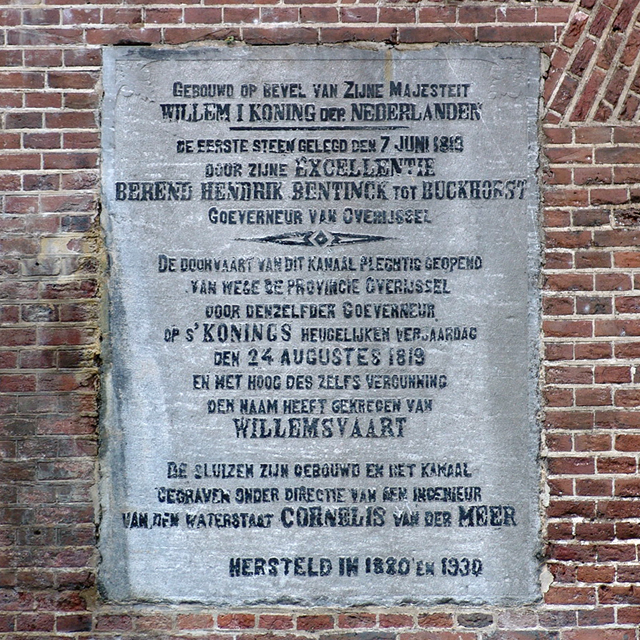 GEBOUWD OP BEVEL VAN ZIJNE MAJESTEIT
WILLEM I KONING DER NEDERLANDEN
DE EERSTE STEEN GELEGD DEN 7 JUNI 1819
DOOR ZIJNE EXCELLENTIE
BEREND HENDRIK BENTINCK TOT BUCKHORST
GOEVERNEUR VAN OVERIJSSEL
DE DOORVAART VAN DIT KANAAL PLECHTIG GEOPEND
VAN WEGE DE PROVINCIE OVERIJSSEL
DOOR DENZELFDEN GOEVERNEUR
OP S'KONINGS HEUGELIJKEN VERJAARDAG
DEN 24 AUGUSTES 1819
EN MET HOOG DES ZELFS VERGUNNING
DEN NAAM HEEFT GEKREGEN VAN
WILLEMSVAART
DE SLUIZEN ZIJN GEBOUWD EN HET KANAAL
GEGRAVEN ONDER DIRECTIE VAN DEN INGENIEUR
VAN DEN WATERSTAAT CORNELIS VAN DER MEER
HERSTELD IN 1880 EN 1930